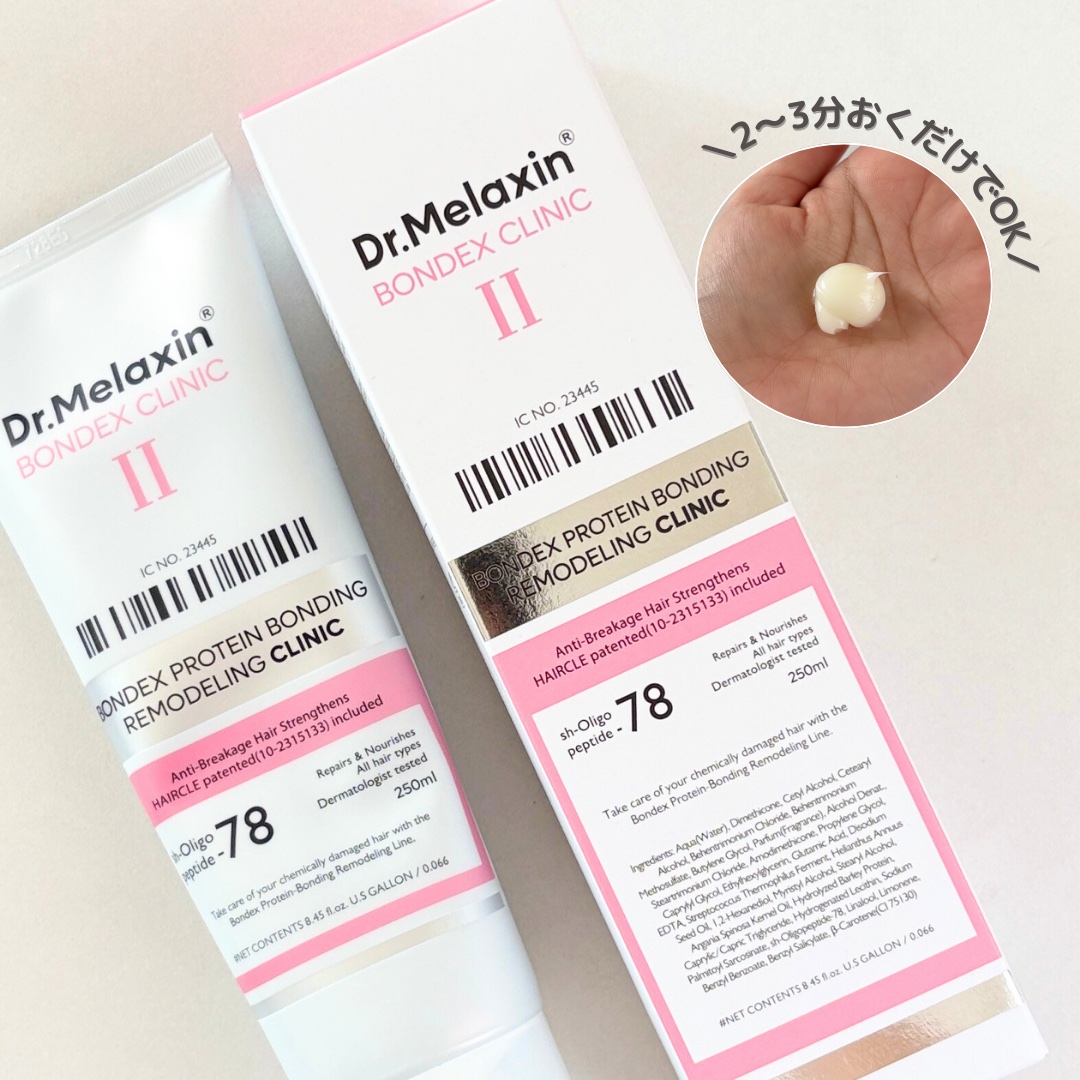 \2～3分おくだけでOK/
Dr.Melaxin®
BONDEX CLINIC
II
IC NO. 23445
BONDEX PROTEIN BONDING
REMODELING CLINIC
Anti-Breakage Hair Strengthens
HAIRCLE patented(10-2315133) included
Repairs & Nourishes
All hair types
Dermatologist tested
250ml
sh-Oligo
peptide -78
Take care of your chemically damaged hair with the
Bondex Protein-Bonding Remodeling Line.
Ingredients: Aqua(Water), Dimethicone, Cetyl Alcohol, Cetearyl
Alcohol, Behentrimonium Chloride, Behentrimonium
Methosulfate, Butylene Glycol, Parfum(Fragrance), Alcohol Denat.,
Steartrimonium Chloride, Amodimethicone, Propylene Glycol,
Caprylyl Glycol, Ethylhexylglycerin, Glutamic Acid, Disodium
EDTA, Streptococcus Thermophilus Ferment, Helianthus Annuus
Seed Oil, 1,2-Hexanediol, Myristyl Alcohol, Stearyl Alcohol,
Argania Spinosa Kernel Oil, Hydrolyzed Barley Protein,
Caprylic/ Capric Triglyceride, Hydrogenated Lecithin, Sodium
Palmitoyl Sarcosinate, sh-Oligopeptide-78, Linalool, Limonene,
Benzyl Benzoate, Benzyl Salicylate, β-Carotene(CI 75130)
#NET CONTENTS 8.45 fl.oz. U.S GALLON / 0.066
Dr.Melaxin®
BONDEX CLINIC
II
IC NO. 23445
BONDEX PROTEIN BONDING
REMODELING CLINIC
Anti-Breakage Hair Strengthens
HAIRCLE patented(10-2315133) included
Repairs & Nourishes
All hair types
Dermatologist tested
250ml
sh-Oligo
peptide -78
Take care of your chemically damaged hair with the
Bondex Protein-Bonding Remodeling Line.
#NET CONTENTS 8.45 fl.oz. U.S GALLON / 0.066